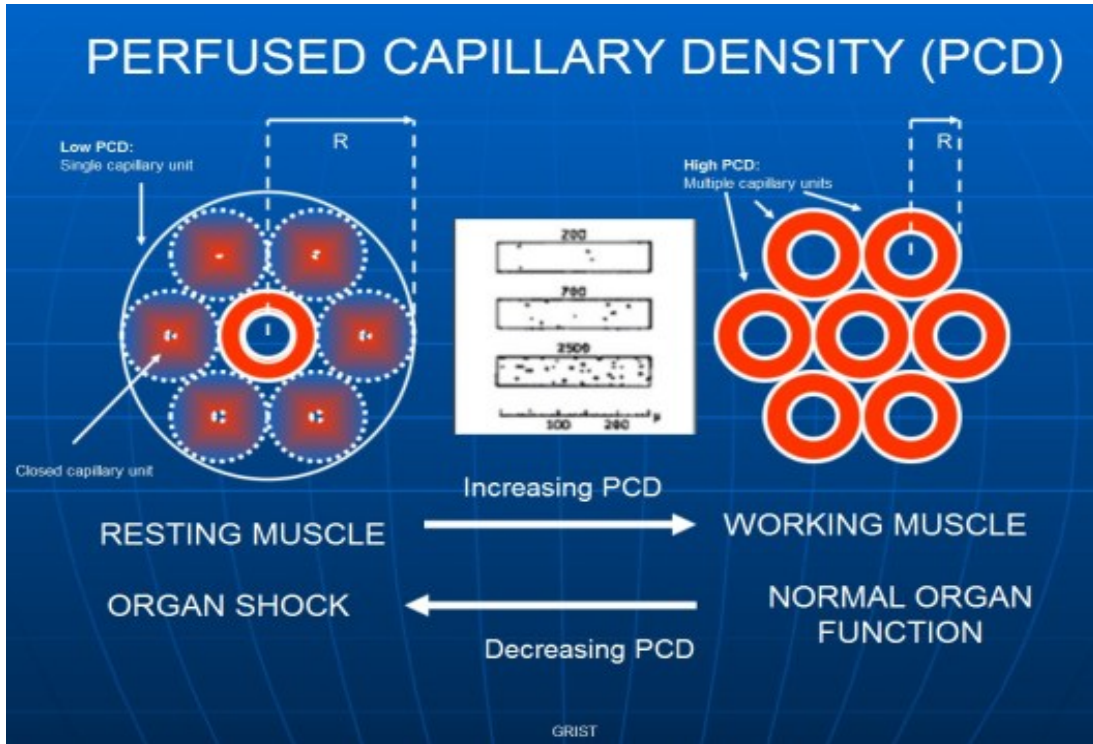 PERFUSED CAPILLARY DENSITY (PCD)
Low PCD:
Single capillary unit
R
High PCD:
Multiple capillary units
R
200
700
2500
100 200 μ
Closed capillary unit
Increasing PCD
RESTING MUSCLE
WORKING MUSCLE
ORGAN SHOCK
NORMAL ORGAN
FUNCTION
Decreasing PCD
GRIST